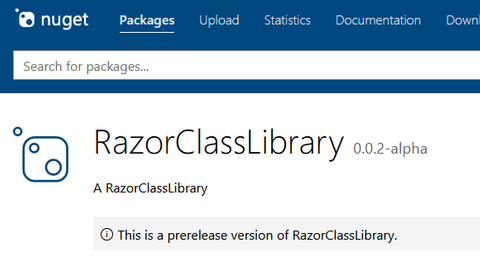 nuget Packages Upload Statistics Documentation Downl
Search for packages...
RazorClassLibrary 0.0.2-alpha
A RazorClassLibrary
This is a prerelease version of RazorClassLibrary.